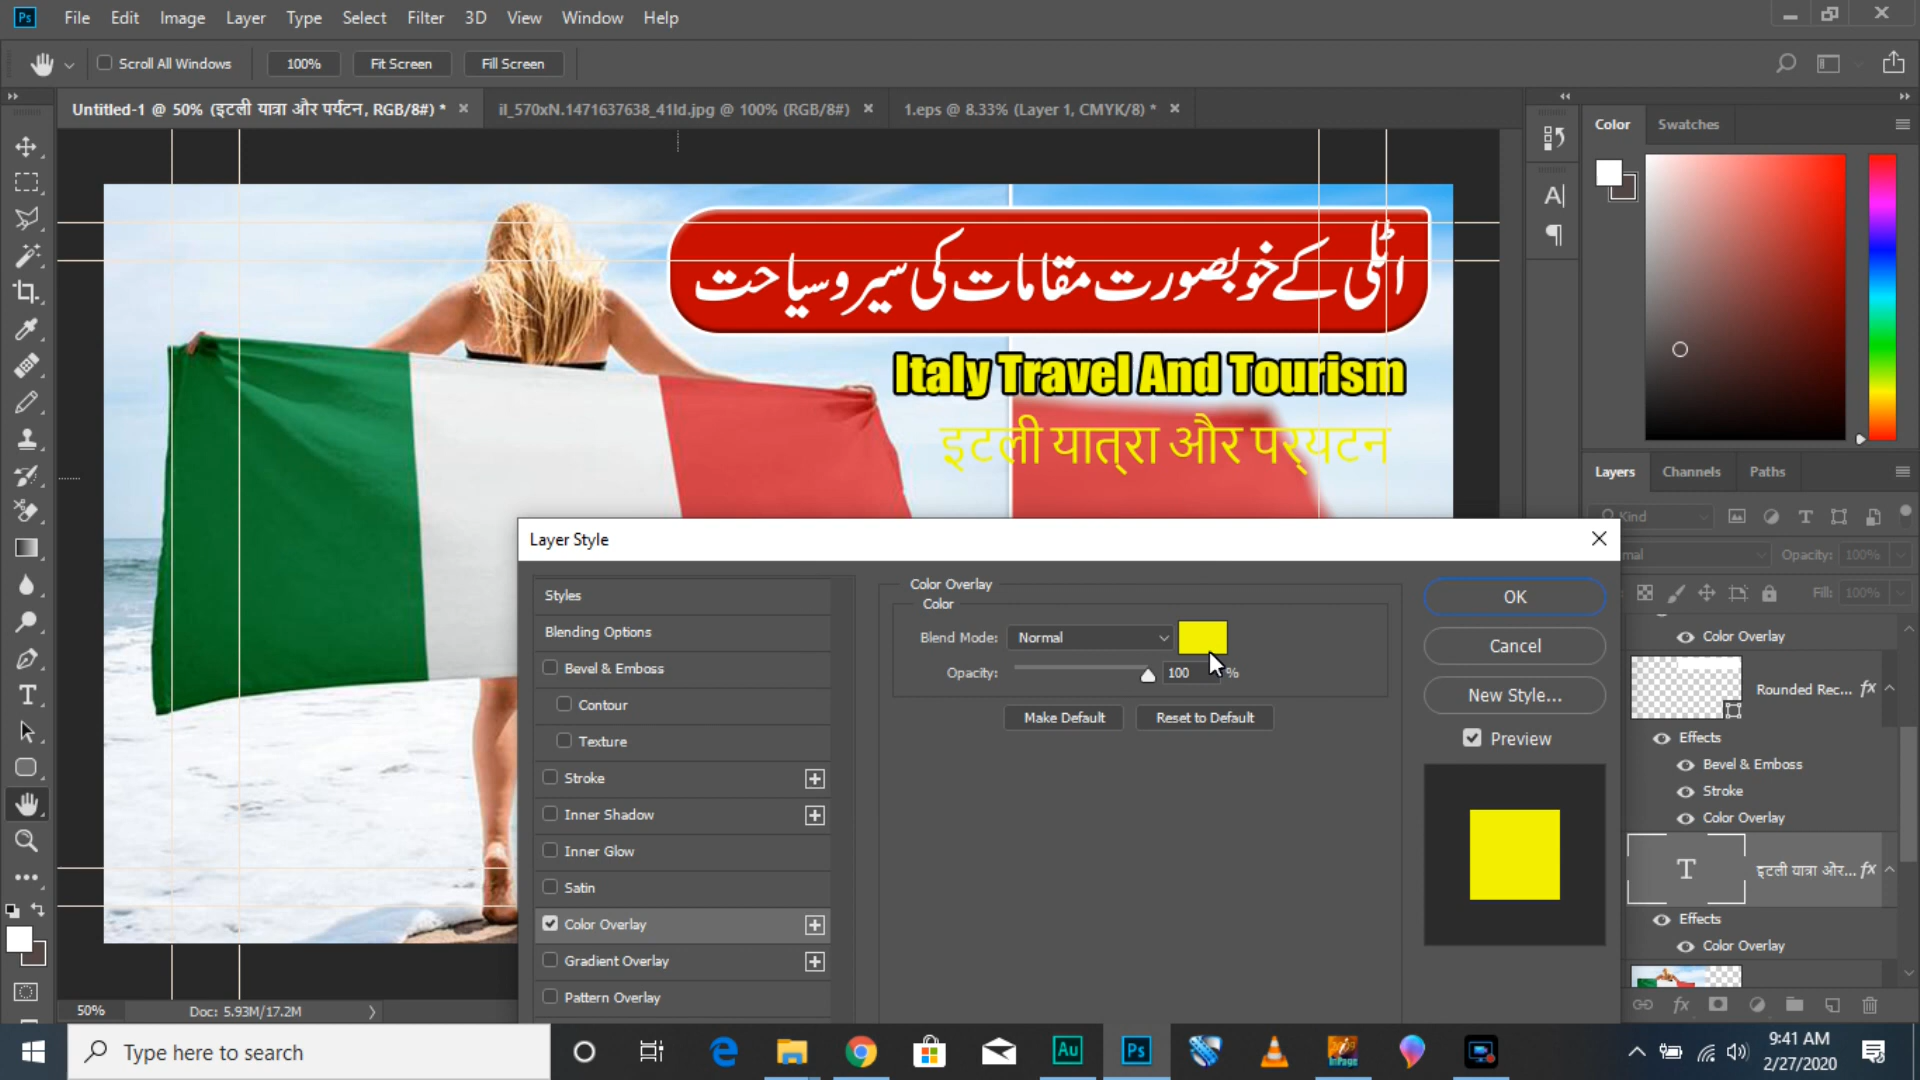 File Edit Image Layer Type Select Filter 3D View Window Help
Scroll All Windows 100% Fit Screen Fill Screen
Untitled-1 @ 50% (इटली यात्रा और पर्यटन, RGB/8#) * il_570xN.1471637638_41ld.jpg @ 100% (RGB/8#) 1.eps @ 8.33% (Layer 1, CMYK/8) *
Color Swatches
اٹلی کے خوبصورت مقامات کی سیر و سیاحت
Italy Travel And Tourism
इटली यात्रा और पर्यटन
Layers Channels Paths
Kind
Opacity: 100%
Fill: 100%
Color Overlay
Rounded Rec... fx
Effects
Bevel & Emboss
Stroke
Color Overlay
इटली यात्रा और... fx
Effects
Color Overlay
Layer Style
Styles
Blending Options
Bevel & Emboss
Contour
Texture
Stroke
Inner Shadow
Inner Glow
Satin
Color Overlay
Gradient Overlay
Pattern Overlay
Color Overlay
Color
Blend Mode: Normal
Opacity: 100 %
Make Default Reset to Default
OK
Cancel
New Style...
Preview
50% Doc: 5.93M/17.2M
Type here to search
9:41 AM
2/27/2020